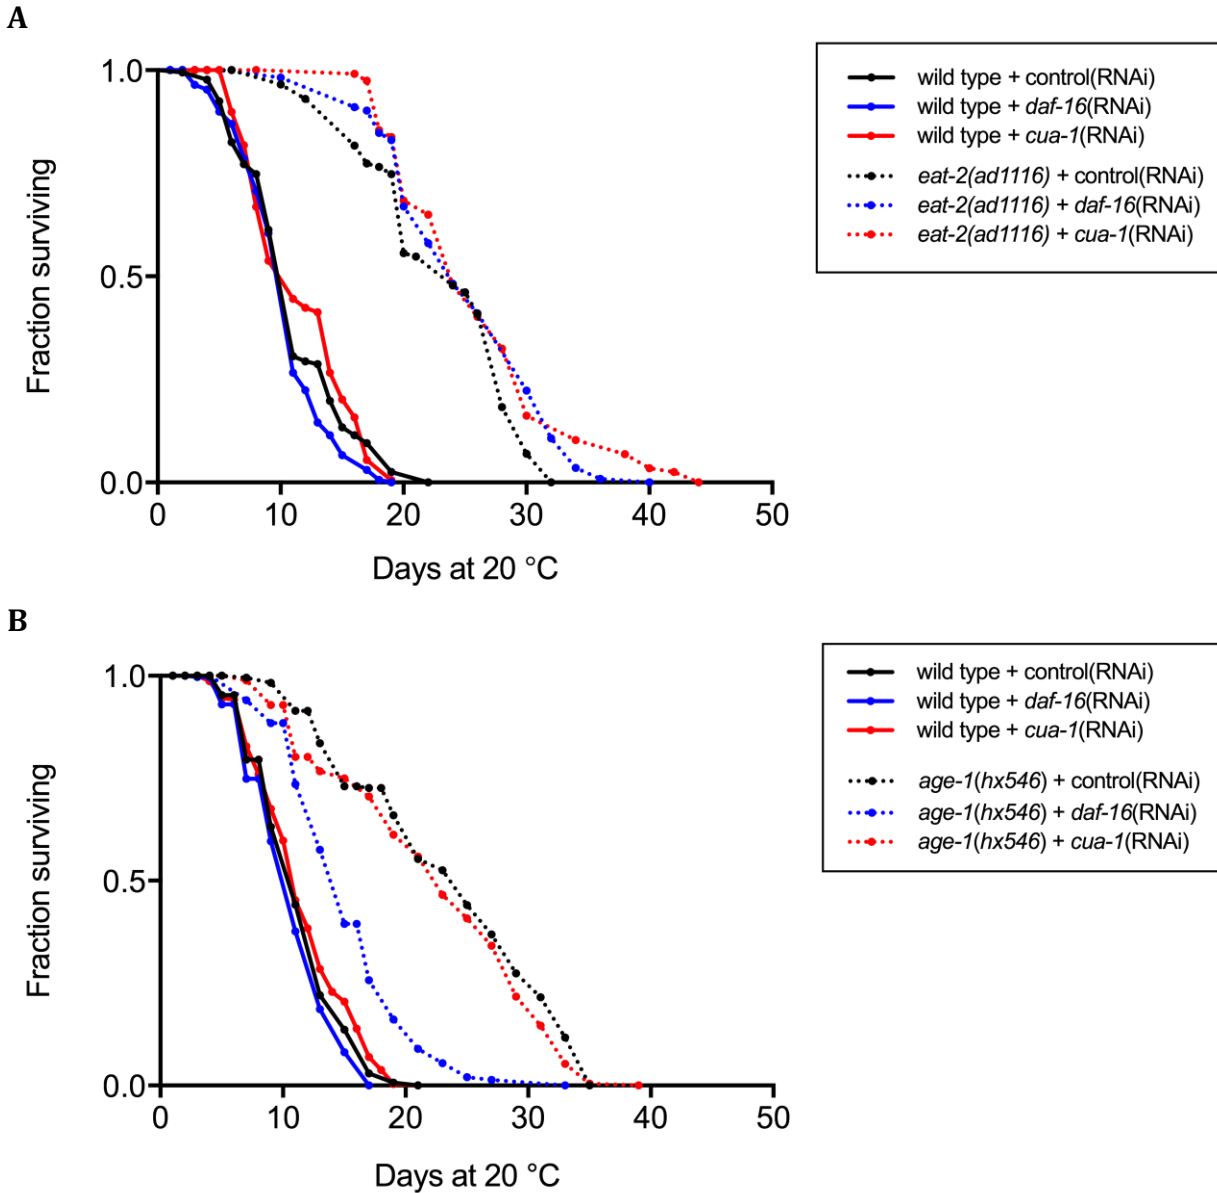 A
1.0
0.5
0.0
0 10 20 30 40 50
Fraction surviving
Days at 20 °C
wild type + control(RNAi)
wild type + daf-16(RNAi)
wild type + cua-1(RNAi)
eat-2(ad1116) + control(RNAi)
eat-2(ad1116) + daf-16(RNAi)
eat-2(ad1116) + cua-1(RNAi)
B
1.0
0.5
0.0
0 10 20 30 40 50
Fraction surviving
Days at 20 °C
wild type + control(RNAi)
wild type + daf-16(RNAi)
wild type + cua-1(RNAi)
age-1(hx546) + control(RNAi)
age-1(hx546) + daf-16(RNAi)
age-1(hx546) + cua-1(RNAi)